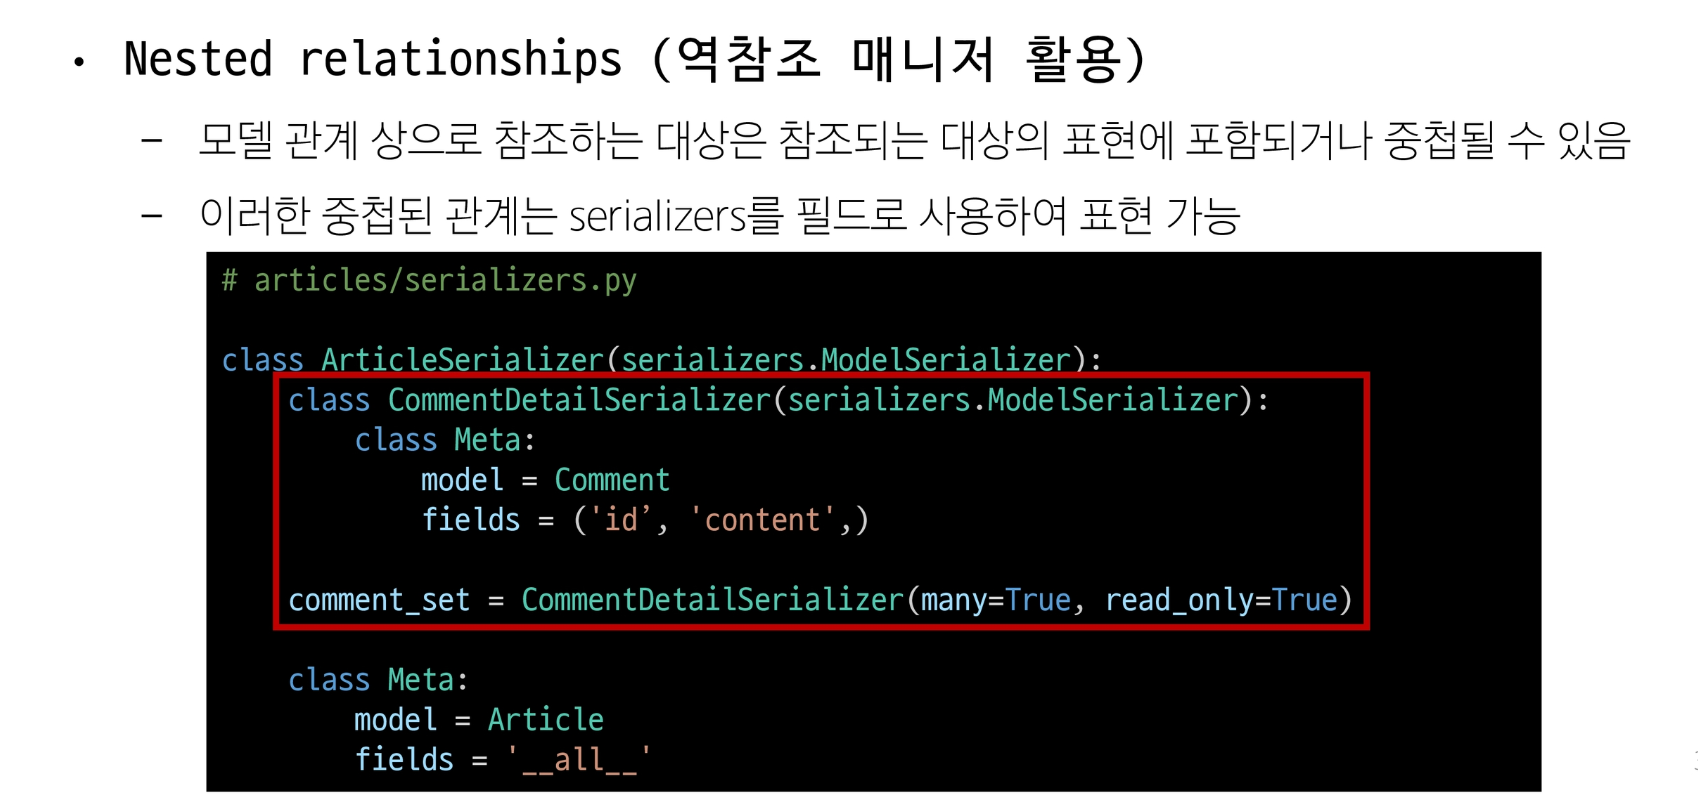 • Nested relationships (역참조 매니저 활용)
– 모델 관계 상으로 참조하는 대상은 참조되는 대상의 표현에 포함되거나 중첩될 수 있음
– 이러한 중첩된 관계는 serializers를 필드로 사용하여 표현 가능
# articles/serializers.py
class ArticleSerializer(serializers.ModelSerializer):
    class CommentDetailSerializer(serializers.ModelSerializer):
        class Meta:
            model = Comment
            fields = ('id’, 'content',)
    comment_set = CommentDetailSerializer(many=True, read_only=True)
    class Meta:
        model = Article
        fields = '__all__'